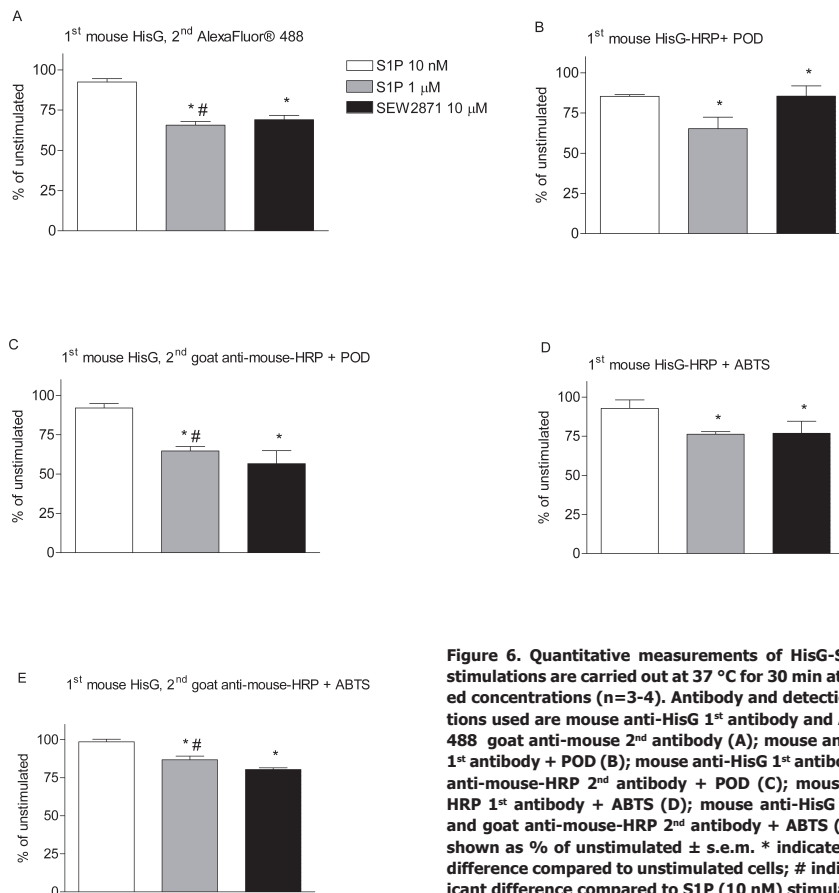 A
1st mouse HisG, 2nd AlexaFluor® 488
% of unstimulated
100
75
50
25
0
* #
*
S1P 10 nM
S1P 1 μM
SEW2871 10 μM
B
1st mouse HisG-HRP+ POD
% of unstimulated
100
75
50
25
0
*
*
C
1st mouse HisG, 2nd goat anti-mouse-HRP + POD
% of unstimulated
100
75
50
25
0
* #
*
D
1st mouse HisG-HRP + ABTS
% of unstimulated
100
75
50
25
0
*
*
E
1st mouse HisG, 2nd goat anti-mouse-HRP + ABTS
% of unstimulated
100
75
50
25
0
* #
*
Figure 6. Quantitative measurements of HisG-S
stimulations are carried out at 37 °C for 30 min at
ed concentrations (n=3-4). Antibody and detecti
tions used are mouse anti-HisG 1st antibody and
488 goat anti-mouse 2nd antibody (A); mouse an
1st antibody + POD (B); mouse anti-HisG 1st antibo
anti-mouse-HRP 2nd antibody + POD (C); mous
HRP 1st antibody + ABTS (D); mouse anti-HisG
and goat anti-mouse-HRP 2nd antibody + ABTS (
shown as % of unstimulated ± s.e.m. * indicate
difference compared to unstimulated cells; # indi
icant difference compared to S1P (10 nM) stimula